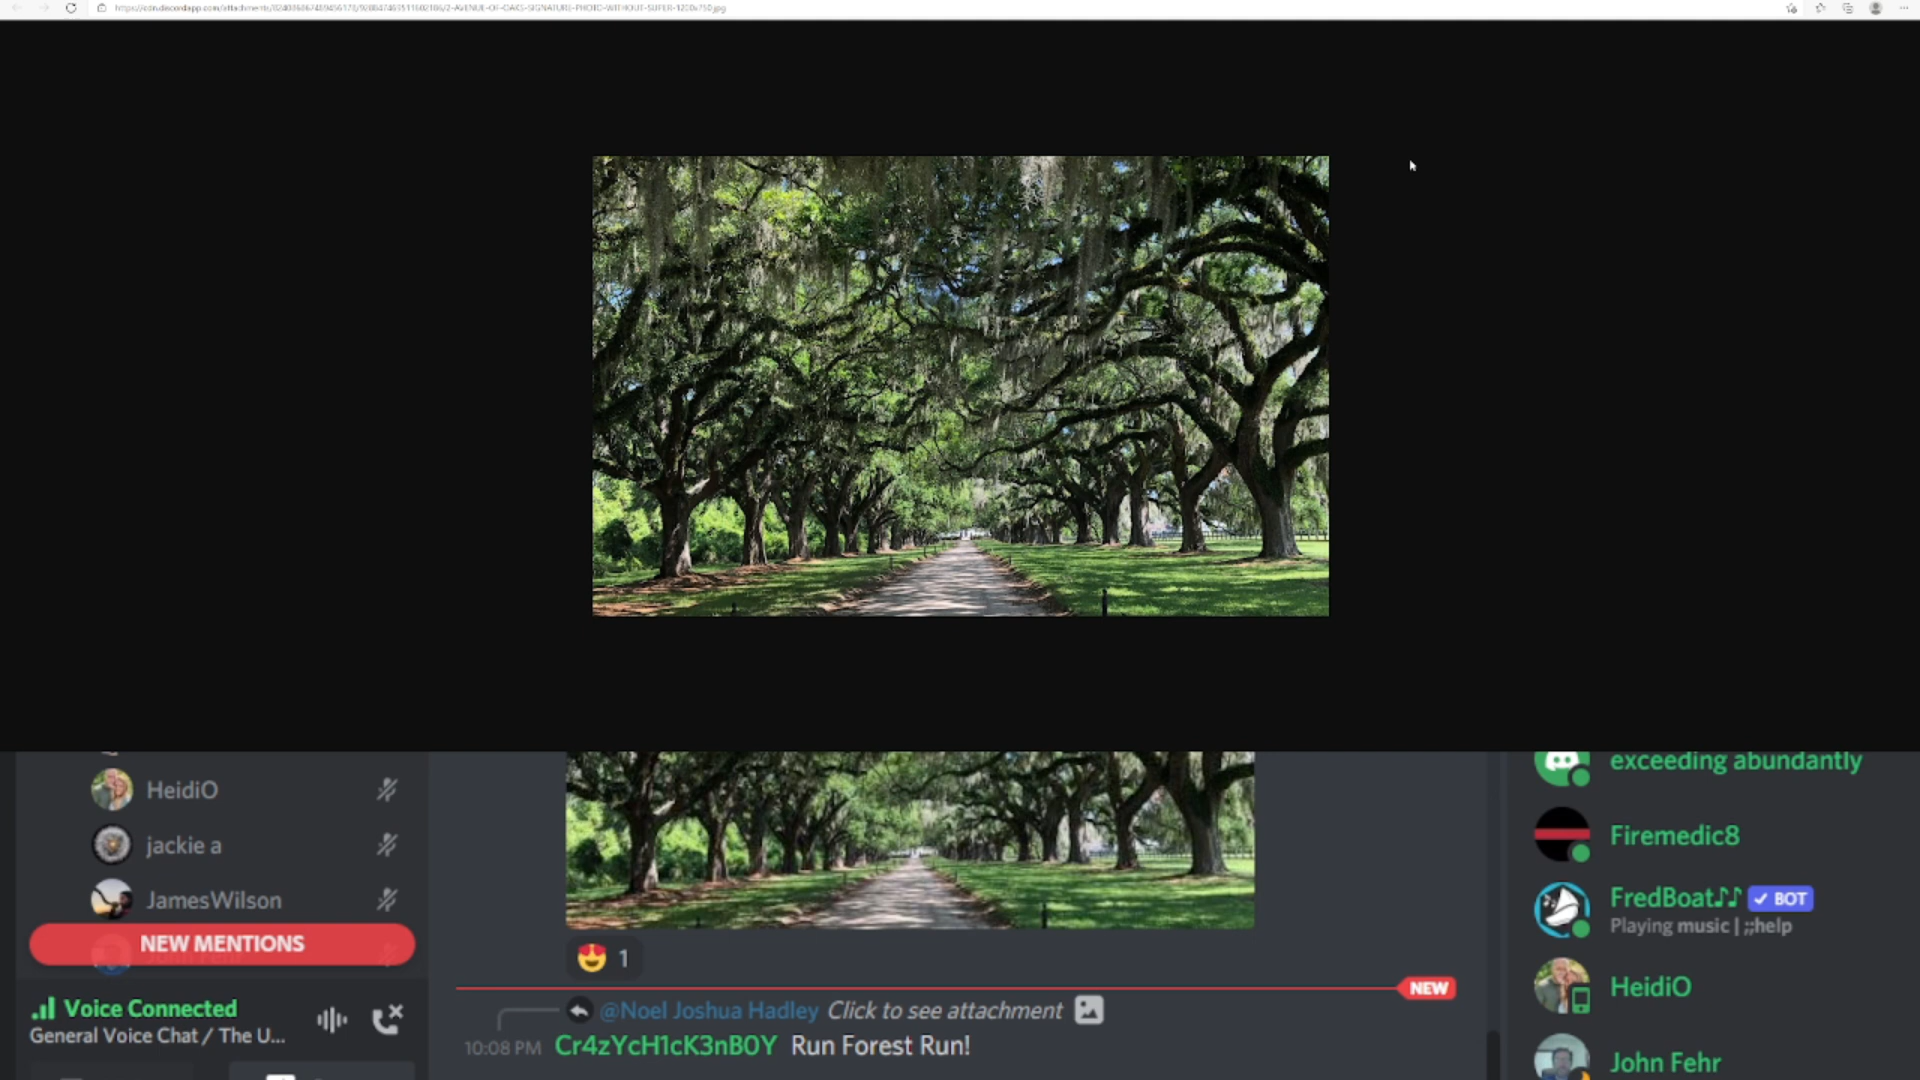 HeidiO
jackie a
JamesWilson
NEW MENTIONS
Voice Connected
General Voice Chat / The U...
1
NEW
@Noel Joshua Hadley Click to see attachment
10:08 PM Cr4zYcH1cK3nB0Y Run Forest Run!
exceeding abundantly
Firemedic8
FredBoat♪♪ ✓ BOT
Playing music | ;;help
HeidiO
John Fehr